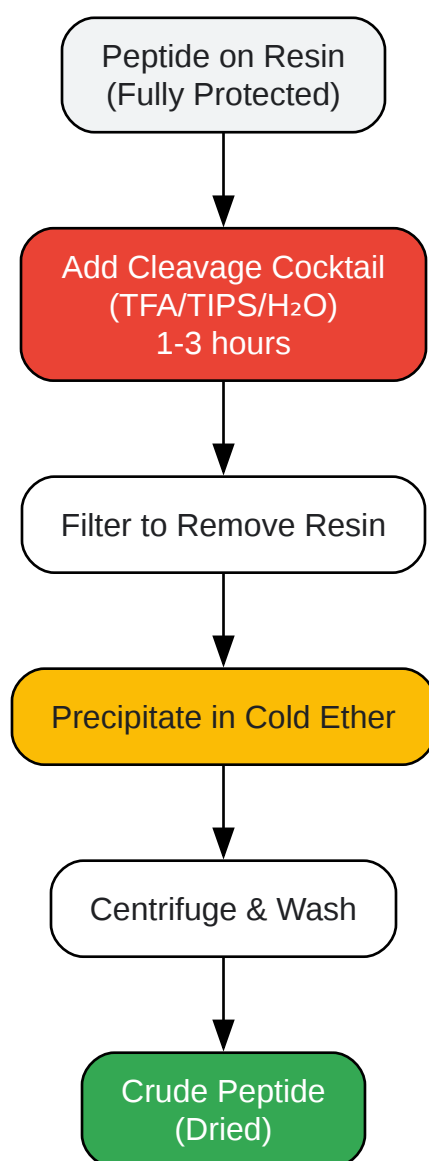 Peptide on Resin
(Fully Protected)
Add Cleavage Cocktail
(TFA/TIPS/H₂O)
1-3 hours
Filter to Remove Resin
Precipitate in Cold Ether
Centrifuge & Wash
Crude Peptide
(Dried)